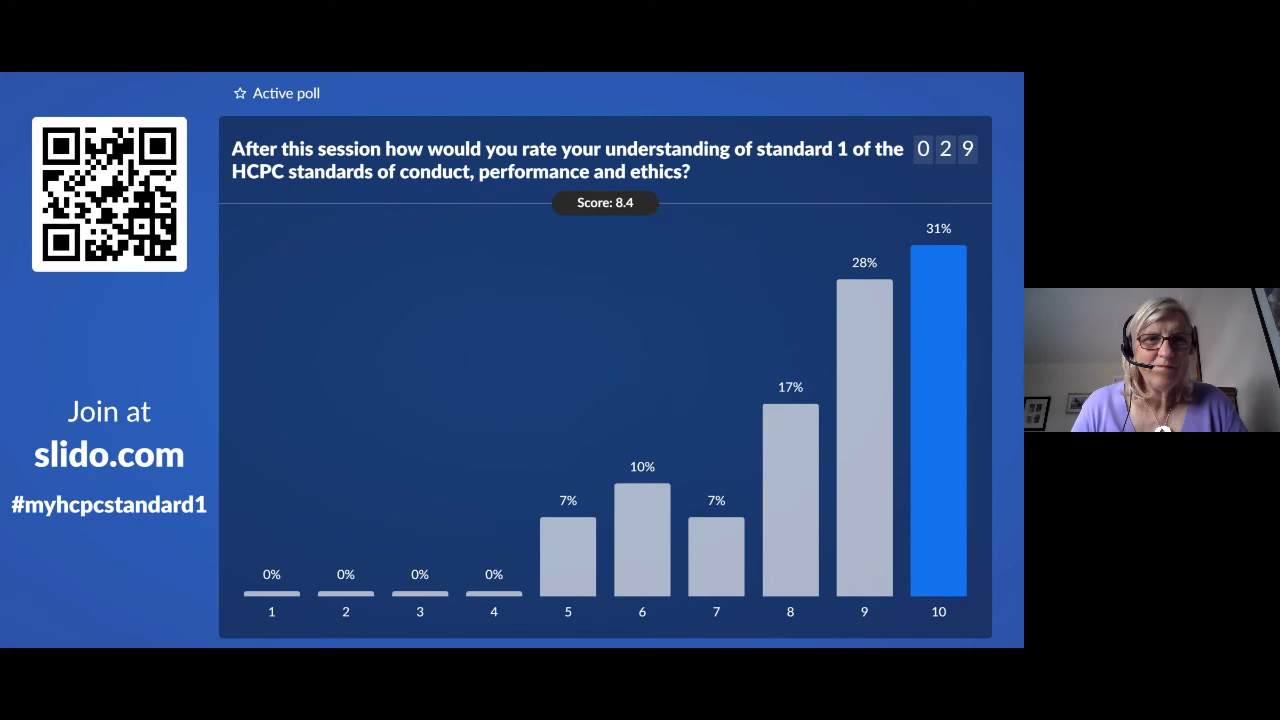 ☆ Active poll
After this session how would you rate your understanding of standard 1 of the
HCPC standards of conduct, performance and ethics?
0 2 9
Score: 8.4
0%
0%
0%
0%
7%
10%
7%
17%
28%
31%
1
2
3
4
5
6
7
8
9
10
Join at
slido.com
#myhcpcstandard1